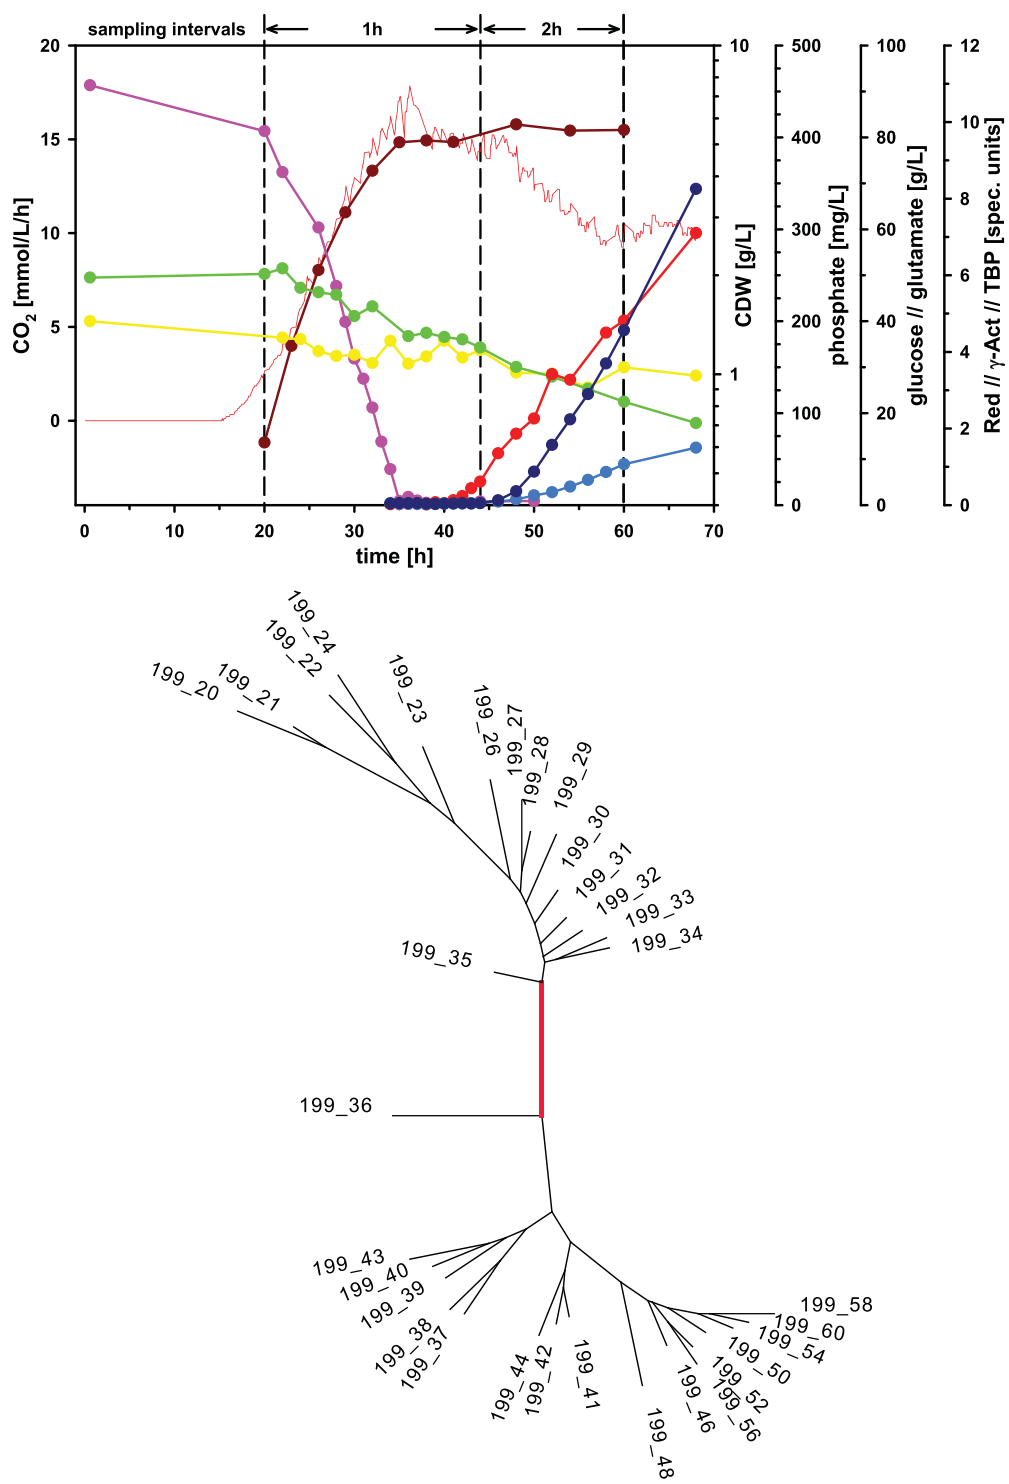 sampling intervals 1h 2h
20 10 500 100 12
15 400 80 10
10 300 60 8
6
5 200 40 4
1
0 100 20 2
0 0 0
CO2 [mmol/L/h]
CDW [g/L]
phosphate [mg/L]
glucose // glutamate [g/L]
Red // γ-Act // TBP [spec. units]
0 10 20 30 40 50 60 70
time [h]
199_24
199_22
199_20
199_21
199_23
199_26
199_27
199_28
199_29
199_30
199_31
199_32
199_33
199_34
199_35
199_36
199_43
199_40
199_39
199_38
199_37
199_44
199_42
199_41
199_48
199_46
199_56
199_52
199_50
199_54
199_60
199_58